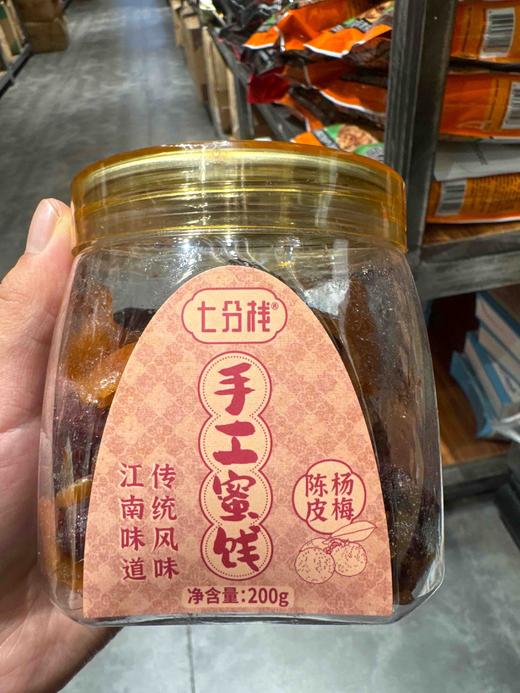 七分栈®
手工蜜饯
传统风味
江南味道
杨梅
陈皮
净含量:200g